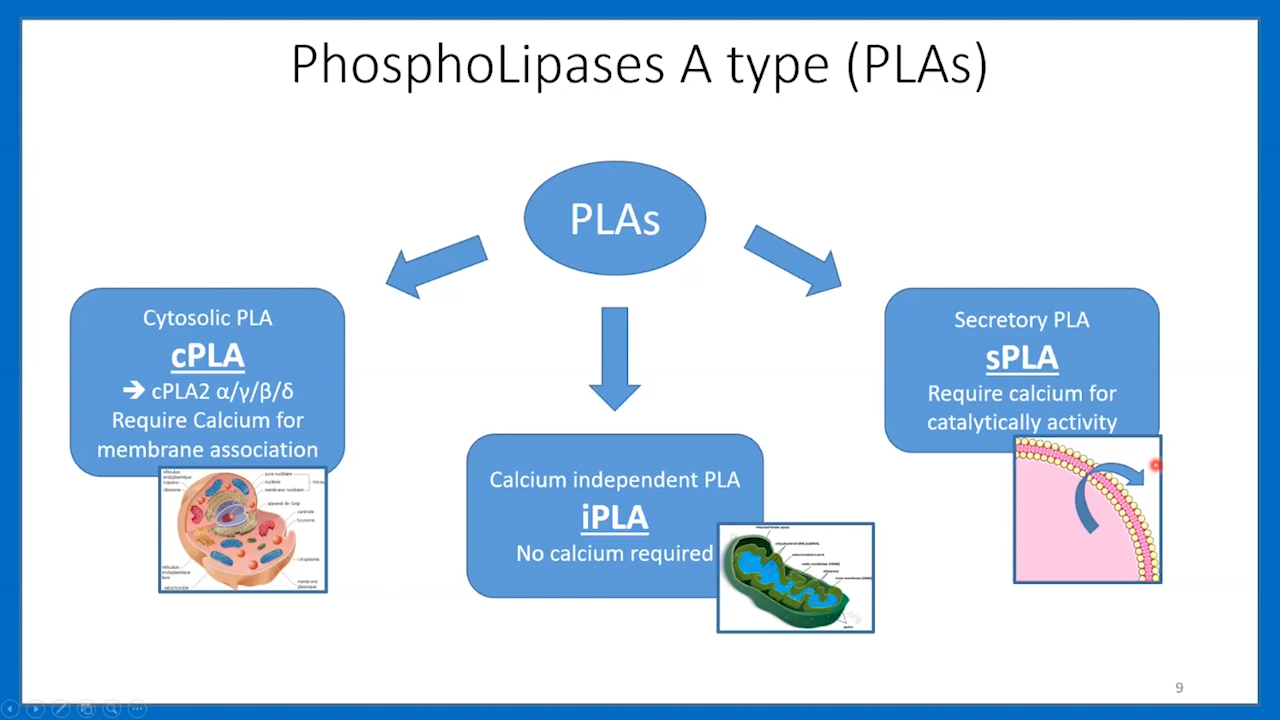 PhosphoLipases A type (PLAs)
PLAs
Cytosolic PLA
cPLA
➔ cPLA2 α/γ/β/δ
Require Calcium for
membrane association
Calcium independent PLA
iPLA
No calcium required
Secretory PLA
sPLA
Require calcium for
catalytically activity
9